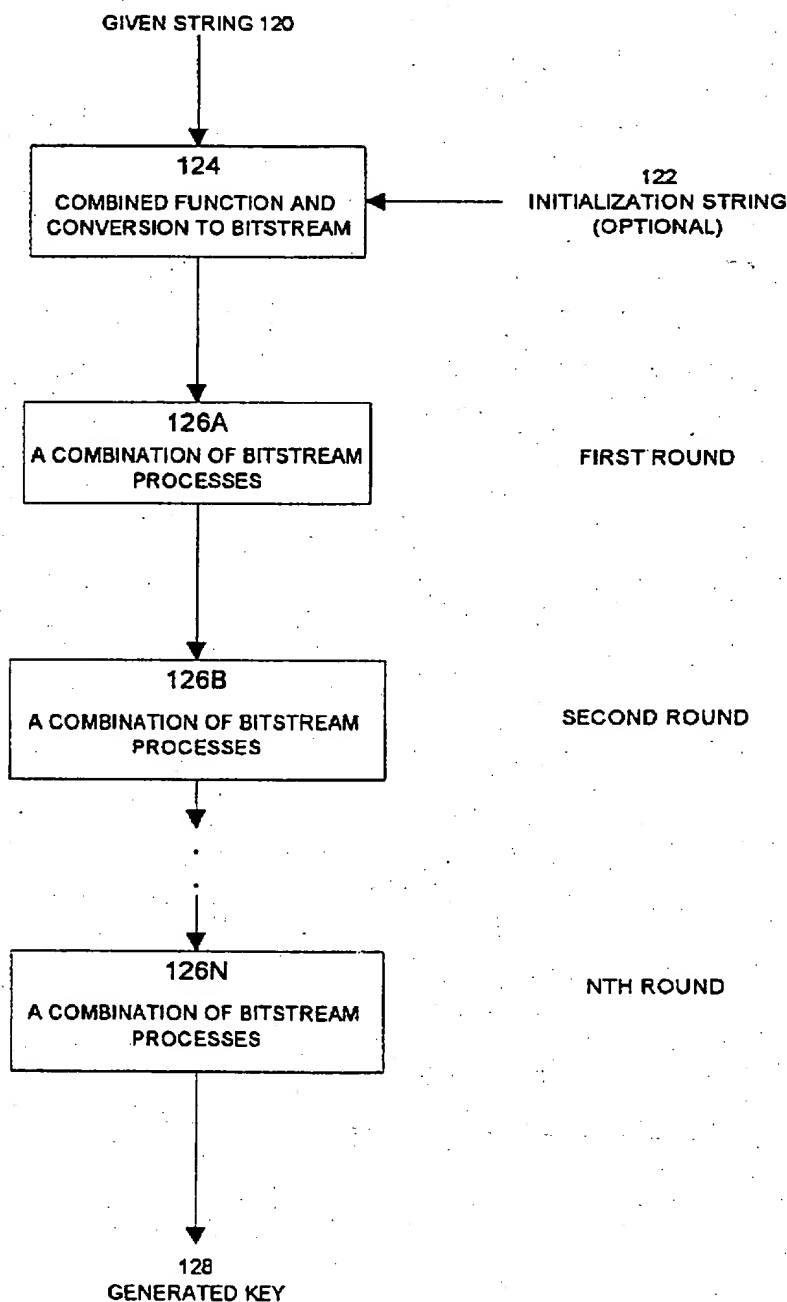 GIVEN STRING 120
124
COMBINED FUNCTION AND
CONVERSION TO BITSTREAM
122
INITIALIZATION STRING
(OPTIONAL)
126A
A COMBINATION OF BITSTREAM
PROCESSES
FIRST ROUND
126B
A COMBINATION OF BITSTREAM
PROCESSES
SECOND ROUND
126N
A COMBINATION OF BITSTREAM
PROCESSES
NTH ROUND
128
GENERATED KEY